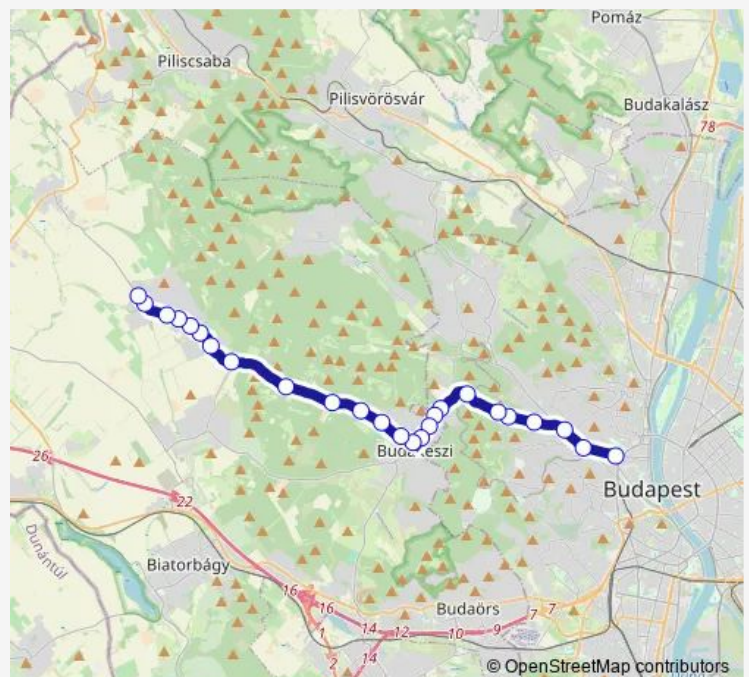 Pomáz
Piliscsaba
Pilisvörösvár
Budakalász
78
Budakeszi
26
22
Budapest
Dunántúl
Biatorbágy
16
16
Budaörs
7
7
14
12
10
9
1
2
14
© OpenStreetMap contributors